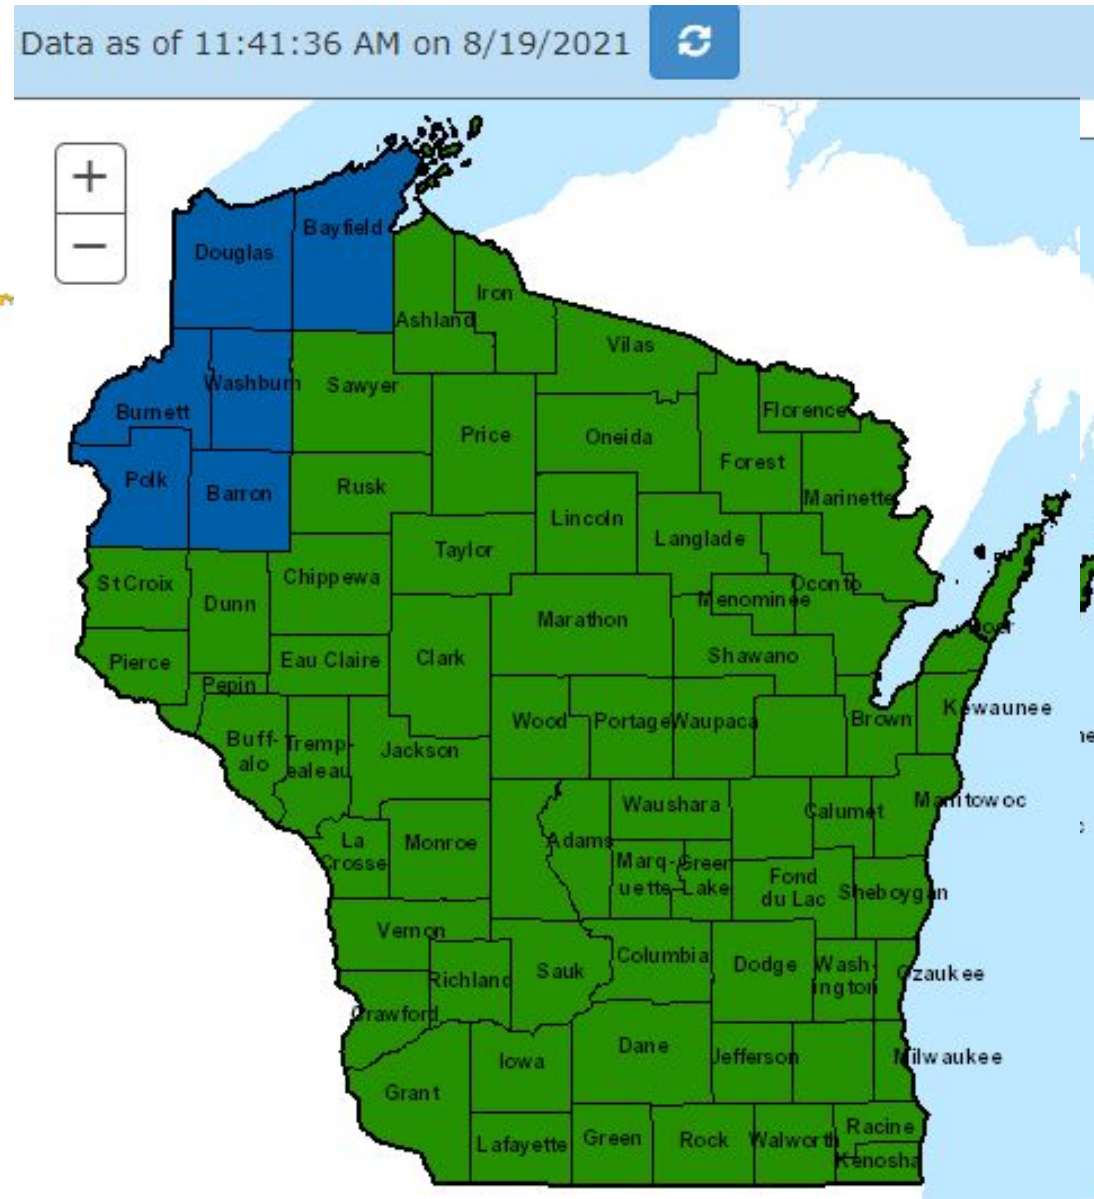 Data as of 11:41:36 AM on 8/19/2021
+
−
Bayfield
Douglas
Iron
Ashland
Vilas
Washburn
Sawyer
Burnett
Florence
Price
Oneida
Forest
Polk
Barron
Rusk
Marinette
Lincoln
Langlade
Taylor
StCroix
Chippewa
Oconto
Dunn
Menominee
Marathon
Door
Pierce
Eau Claire
Clark
Shawano
Pepin
Kewaunee
Wood
Portage
Waupaca
Brown
Buff-
alo
Tremp-
ealeau
Jackson
Waushara
Calumet
Manitowoc
La
Crosse
Monroe
Adams
Marq-
uette
Green
Lake
Fond
du Lac
Sheboygan
Vernon
Columbia
Dodge
Wash-
ington
Ozaukee
Richland
Sauk
Crawford
Dane
Iowa
Jefferson
Milwaukee
Grant
Lafayette
Green
Rock
Walworth
Racine
Kenosha